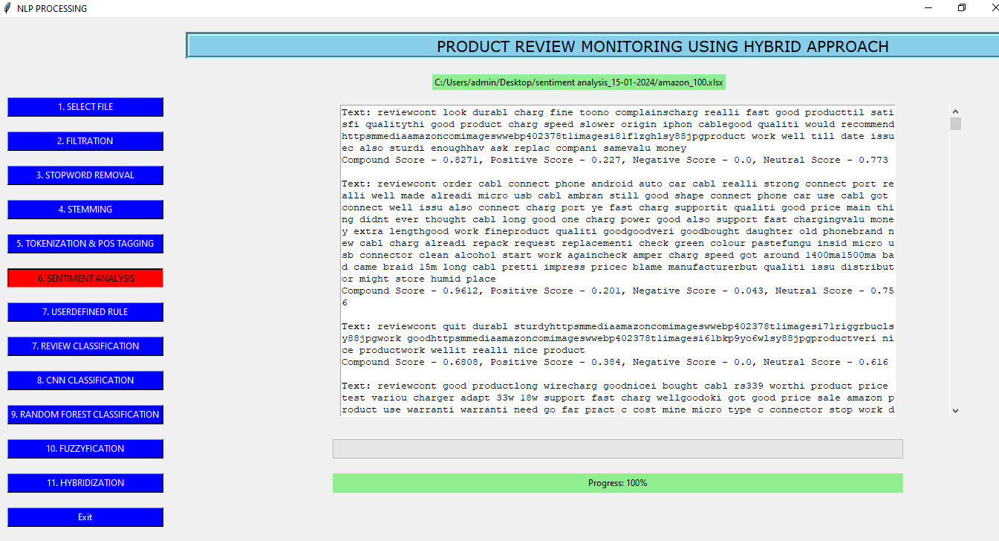 NLP PROCESSING
PRODUCT REVIEW MONITORING USING HYBRID APPROACH
C:/Users/admin/Desktop/sentiment analysis_15-01-2024/amazon_100.xlsx
1. SELECT FILE
2. FILTRATION
3. STOPWORD REMOVAL
4. STEMMING
5. TOKENIZATION & POS TAGGING
6. SENTIMENT ANALYSIS
7. USERDEFINED RULE
7. REVIEW CLASSIFICATION
8. CNN CLASSIFICATION
9. RANDOM FOREST CLASSIFICATION
10. FUZZYFICATION
11. HYBRIDIZATION
Exit
Text: reviewcont look durabl charg fine toono complainscharg realli fast good producttil sati
sfi qualitythi good product charg speed slower origin iphon cablegood qualiti would recommend
httpsmmediaamazoncomimageswwebp402378t1imagesi81flzghlsy88jpgproduct work well till date issu
ec also sturdi enoughhav ask replac compani samevalu money
Compound Score - 0.8271, Positive Score - 0.227, Negative Score - 0.0, Neutral Score - 0.773
Text: reviewcont order cabl connect phone android auto car cabl realli strong connect port re
alli well made alreadi micro usb cabl ambran still good shape connect phone car use cabl got
connect well issu also connect charg port ye fast charg supportit qualiti good price main thi
ng didnt ever thought cabl long good one charg power good also support fast chargingvalu mone
y extra lengthgood work fineproduct qualiti goodgoodveri goodbought daughter old phonebrand n
ew cabl charg alreadi repack request replacementi check green colour pastefungu insid micro u
sb connector clean alcohol start work againcheck amper charg speed got around 1400ma1500ma ba
d came braid 15m long cabl pretti impress pricec blame manufacturerbut qualiti issu distribut
or might store humid place
Compound Score - 0.9612, Positive Score - 0.201, Negative Score - 0.043, Neutral Score - 0.75
6
Text: reviewcont quit durabl sturdyhttpsmmediaamazoncomimageswwebp402378t1imagesi71riggrbucls
y88jpgwork goodhttpsmmediaamazoncomimageswwebp402378t1imagesi61bkp9yo6wlsy88jpgproductveri ni
ce productwork wellit realli nice product
Compound Score - 0.6808, Positive Score - 0.384, Negative Score - 0.0, Neutral Score - 0.616
Text: reviewcont good productlong wirecharg goodnicei bought cabl rs339 worthi product price
test variou charger adapt 33w 18w support fast charg wellgoodoki got good price sale amazon p
roduct use warranti warranti need go far pract c cost mine micro type c connector stop work d
Progress: 100%